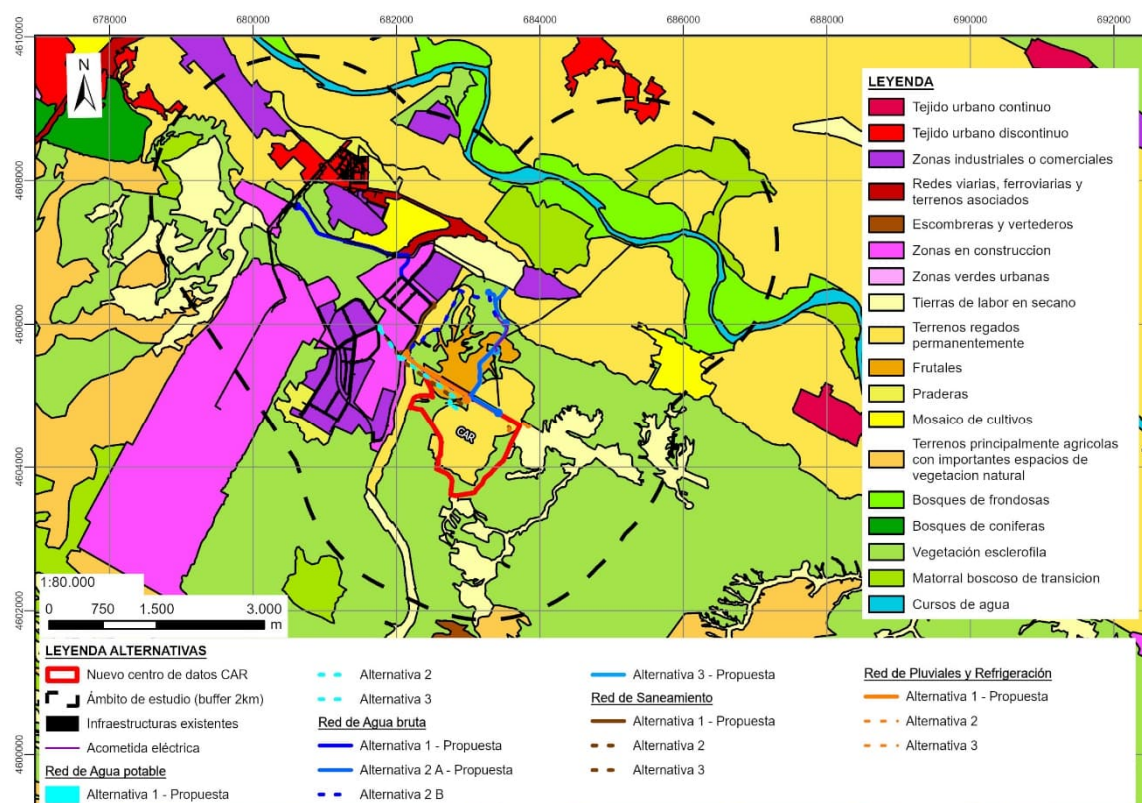 678000 680000 682000 684000 686000 688000 690000 692000
4610000
4608000
4606000
4604000
4602000
4600000
N
CAR
LEYENDA
Tejido urbano continuo
Tejido urbano discontinuo
Zonas industriales o comerciales
Redes viarias, ferroviarias y
terrenos asociados
Escombreras y vertederos
Zonas en construccion
Zonas verdes urbanas
Tierras de labor en secano
Terrenos regados
permanentemente
Frutales
Praderas
Mosaico de cultivos
Terrenos principalmente agricolas
con importantes espacios de
vegetacion natural
Bosques de frondosas
Bosques de coniferas
Vegetación esclerofila
Matorral boscoso de transicion
Cursos de agua
1:80.000
0 750 1,500 3.000
m
LEYENDA ALTERNATIVAS
Nuevo centro de datos CAR
Ámbito de estudio (buffer 2km)
Infraestructuras existentes
Acometida eléctrica
Red de Agua potable
Alternativa 1 - Propuesta
Alternativa 2
Alternativa 3
Red de Agua bruta
Alternativa 1 - Propuesta
Alternativa 2 A - Propuesta
Alternativa 2 B
Alternativa 3 - Propuesta
Red de Saneamiento
Alternativa 1 - Propuesta
Alternativa 2
Alternativa 3
Red de Pluviales y Refrigeración
Alternativa 1 - Propuesta
Alternativa 2
Alternativa 3